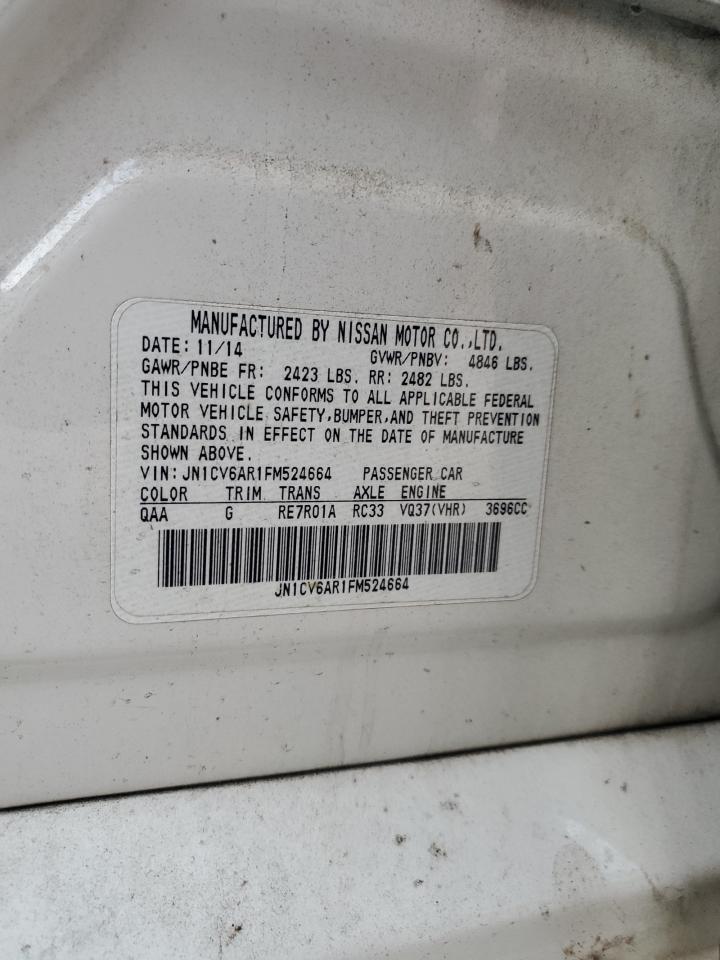 MANUFACTURED BY NISSAN MOTOR CO.,LTD.
DATE: 11/14 GVWR/PNBV: 4846 LBS.
GAWR/PNBE FR: 2423 LBS. RR: 2482 LBS.
THIS VEHICLE CONFORMS TO ALL APPLICABLE FEDERAL
MOTOR VEHICLE SAFETY,BUMPER,AND THEFT PREVENTION
STANDARDS IN EFFECT ON THE DATE OF MANUFACTURE
SHOWN ABOVE.
VIN:JN1CV6AR1FM524664 PASSENGER CAR
COLOR TRIM TRANS AXLE ENGINE
QAA G RE7R01A RC33 VQ37(VHR) 3696CC
JN1CV6AR1FM524664